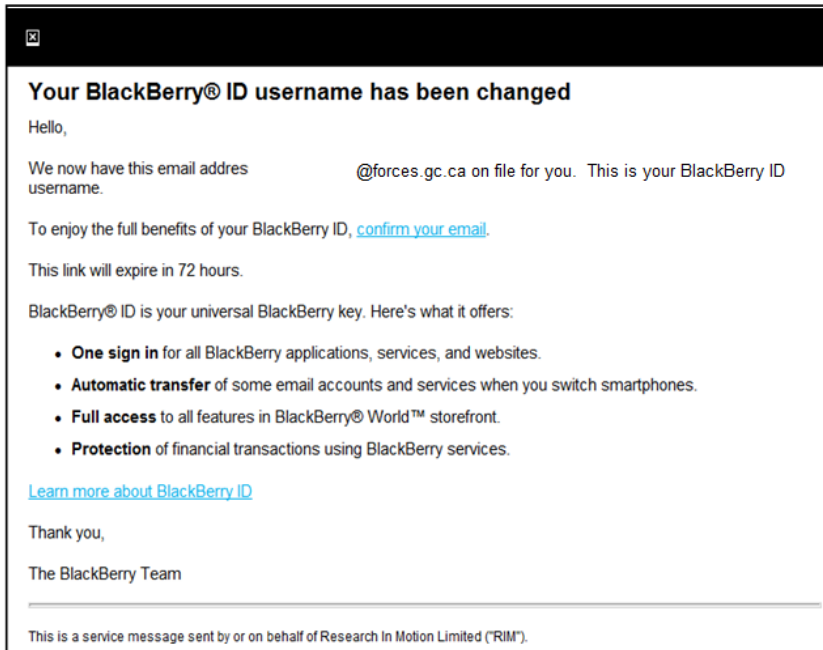 Your BlackBerry® ID username has been changed
Hello,
We now have this email addres @forces.gc.ca on file for you. This is your BlackBerry ID
username.
To enjoy the full benefits of your BlackBerry ID, confirm your email.
This link will expire in 72 hours.
BlackBerry® ID is your universal BlackBerry key. Here's what it offers:
• One sign in for all BlackBerry applications, services, and websites.
• Automatic transfer of some email accounts and services when you switch smartphones.
• Full access to all features in BlackBerry® World™ storefront.
• Protection of financial transactions using BlackBerry services.
Learn more about BlackBerry ID
Thank you,
The BlackBerry Team
This is a service message sent by or on behalf of Research In Motion Limited ("RIM").